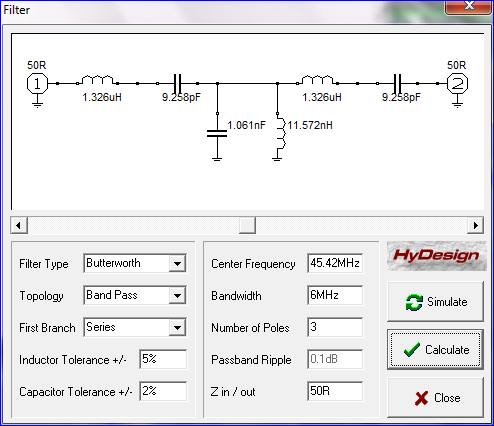 Filter
50R
50R
1
2
1.326uH
9.258pF
1.326uH
9.258pF
1.061nF
11.572nH
Filter Type
Butterworth
Topology
Band Pass
First Branch
Series
Inductor Tolerance +/-
5%
Capacitor Tolerance +/-
2%
Center Frequency
45.42MHz
Bandwidth
6MHz
Number of Poles
3
Passband Ripple
0.1dB
Z in / out
50R
HyDesign
Simulate
Calculate
Close